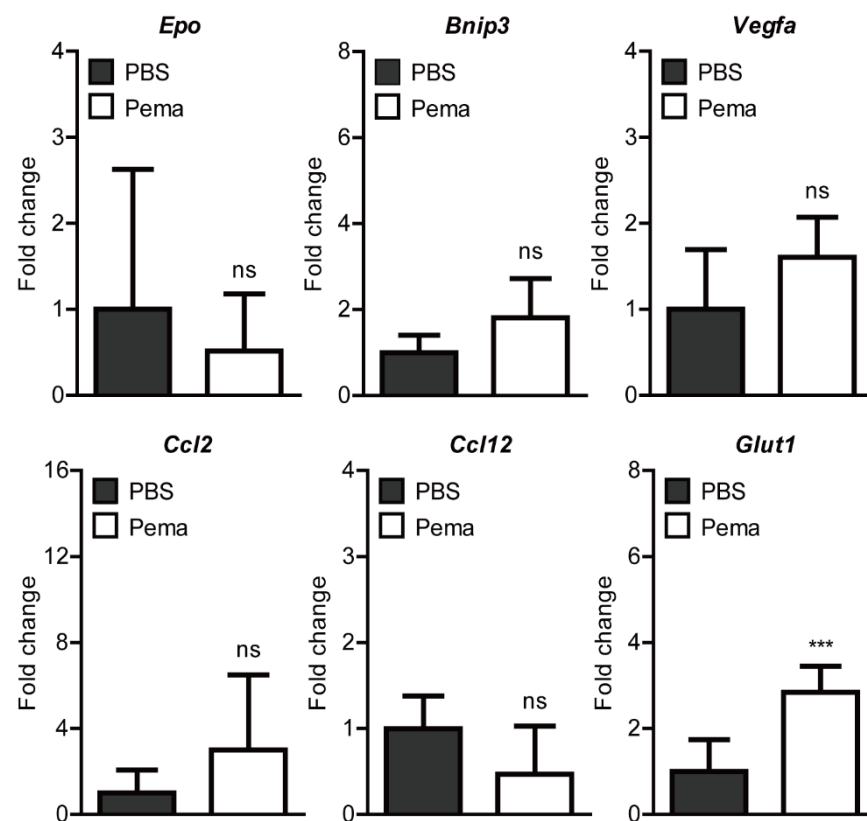 Epo
4
3
2
1
0
Fold change
PBS
Pema
ns
Bnip3
8
6
4
2
0
Fold change
PBS
Pema
ns
Vegfa
4
3
2
1
0
Fold change
PBS
Pema
ns
Ccl2
16
12
8
4
0
Fold change
PBS
Pema
ns
Ccl12
4
3
2
1
0
Fold change
PBS
Pema
ns
Glut1
8
6
4
2
0
Fold change
PBS
Pema
***